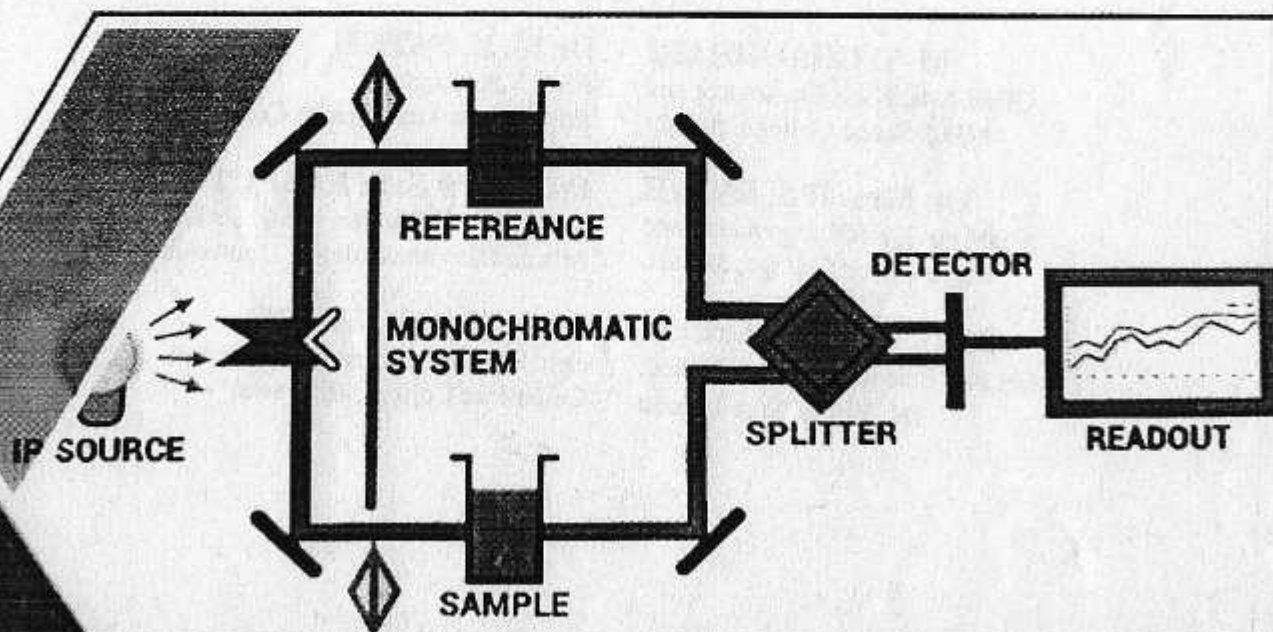 REFEREANCE
DETECTOR
MONOCHROMATIC
SYSTEM
IP SOURCE
SPLITTER
READOUT
SAMPLE